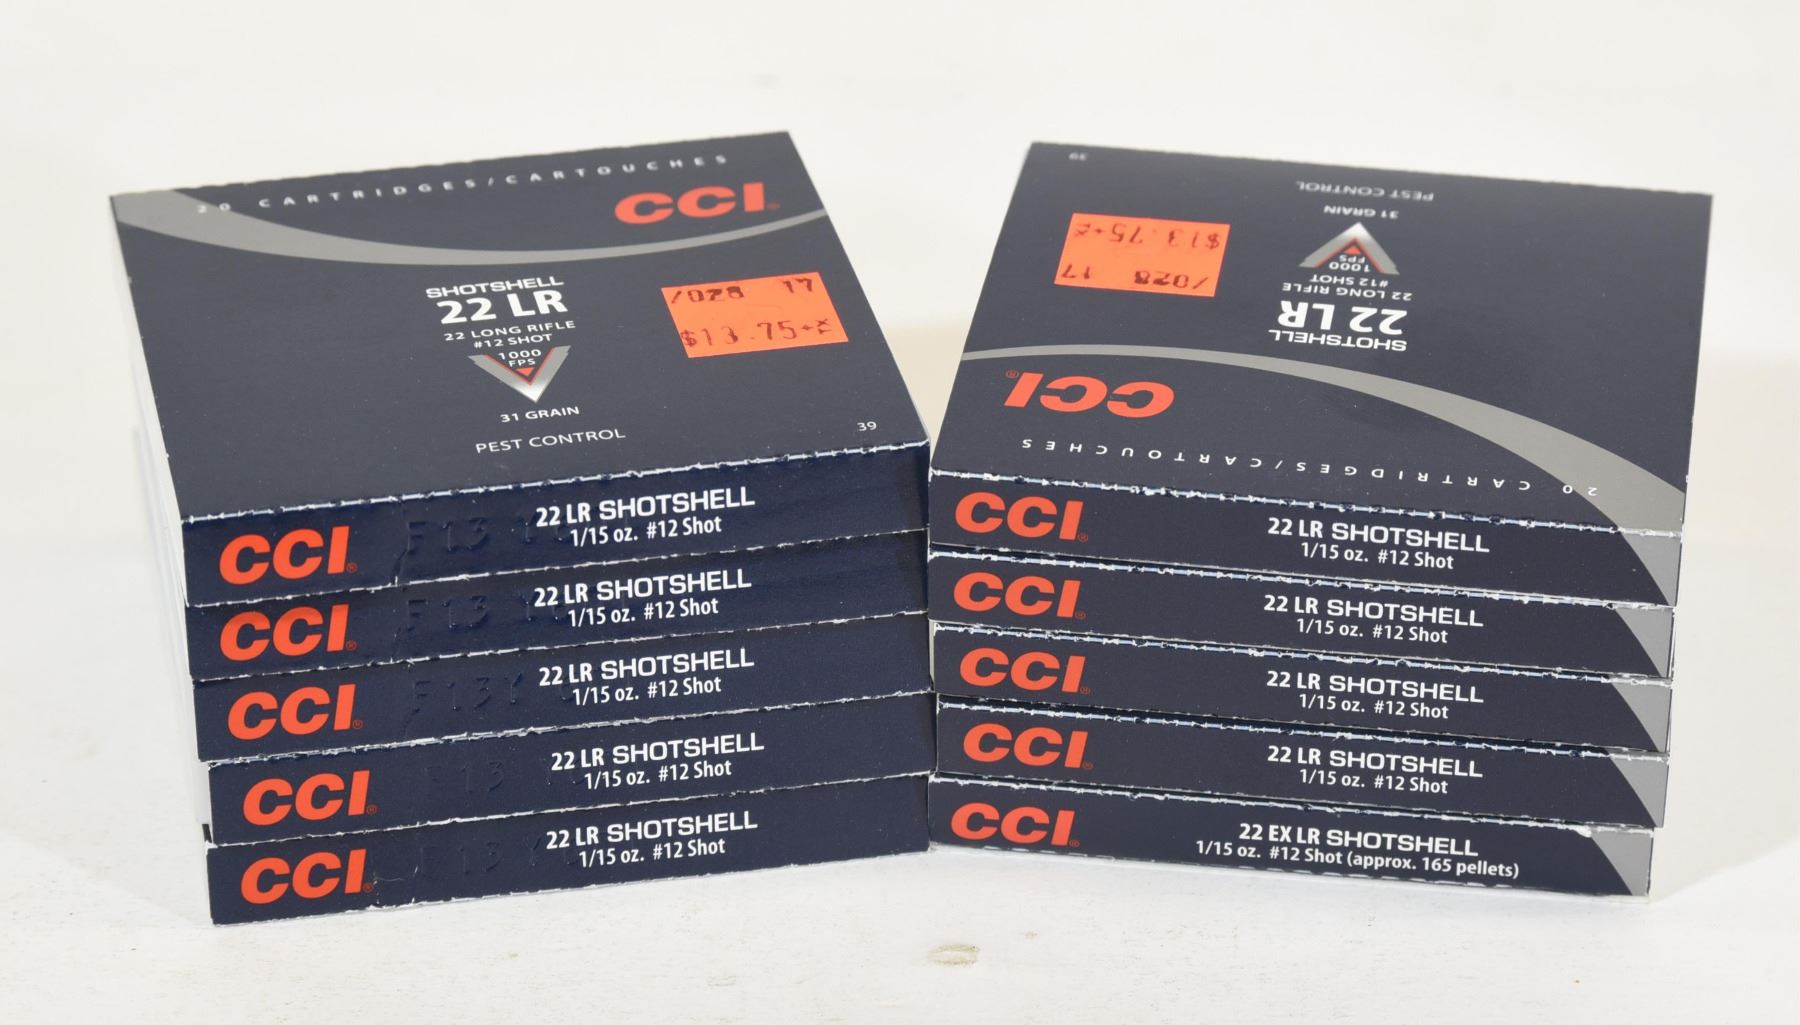 20 CARTRIDGES/CARTOUCHES
CCI®
SHOTSHELL
22 LR
22 LONG RIFLE
#12 SHOT
1000
FPS
31 GRAIN
PEST CONTROL
39
7028 17
$13.75+
CCI®
F13
22 LR SHOTSHELL
1/15 oz. #12 Shot
CCI®
F13
22 LR SHOTSHELL
1/15 oz. #12 Shot
CCI®
F13Y
22 LR SHOTSHELL
1/15 oz. #12 Shot
CCI®
F13
22 LR SHOTSHELL
1/15 oz. #12 Shot
CCI®
F13
22 LR SHOTSHELL
1/15 oz. #12 Shot
20 CARTRIDGES/CARTOUCHES
CCI®
SHOTSHELL
22 LR
22 LONG RIFLE
#12 SHOT
1000
FPS
31 GRAIN
PEST CONTROL
39
7028 17
$13.75+
CCI®
22 LR SHOTSHELL
1/15 oz. #12 Shot
CCI®
22 LR SHOTSHELL
1/15 oz. #12 Shot
CCI®
22 LR SHOTSHELL
1/15 oz. #12 Shot
CCI®
22 LR SHOTSHELL
1/15 oz. #12 Shot
CCI®
22 EX LR SHOTSHELL
1/15 oz. #12 Shot (approx. 165 pellets)